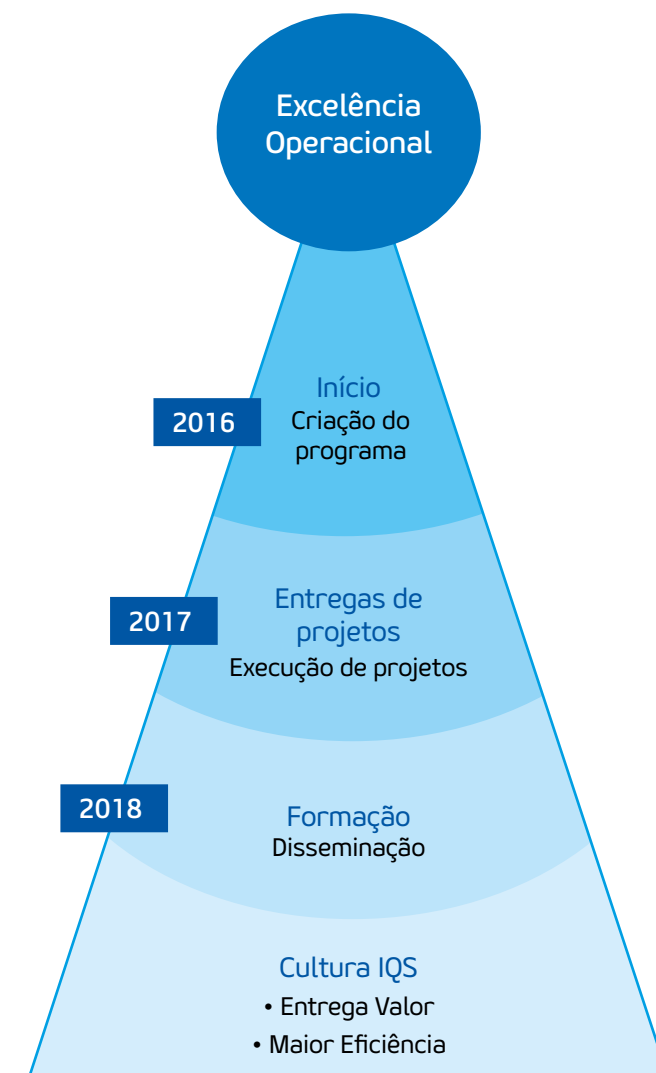 Excelência
Operacional
2016
Início
Criação do
programa
2017
Entregas de
projetos
Execução de projetos
2018
Formação
Disseminação
Cultura IQS
• Entrega Valor
• Maior Eficiência